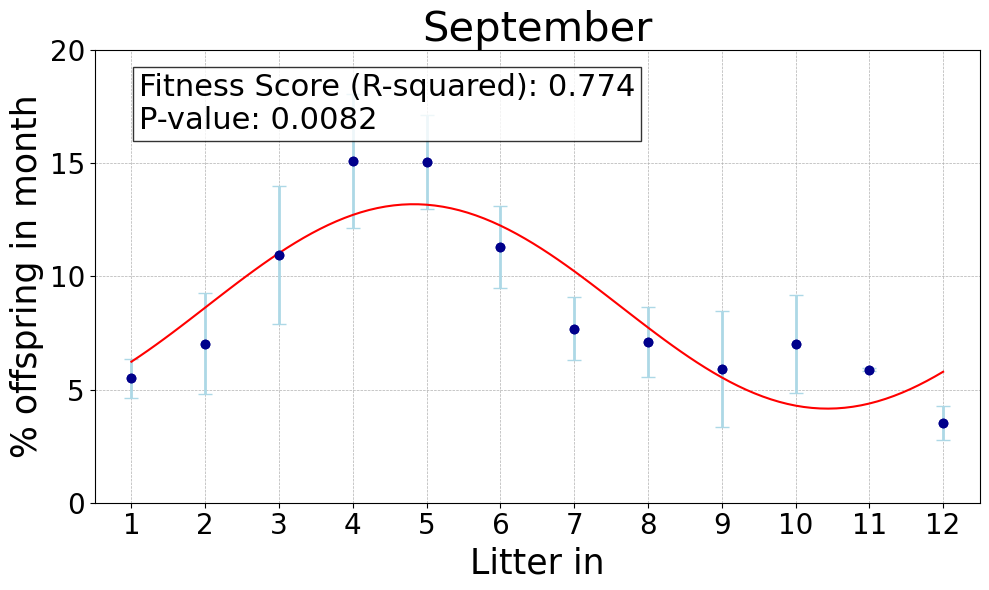 September
Fitness Score (R-squared): 0.774
P-value: 0.0082
% offspring in month
20
15
10
5
0
1 2 3 4 5 6 7 8 9 10 11 12
Litter in